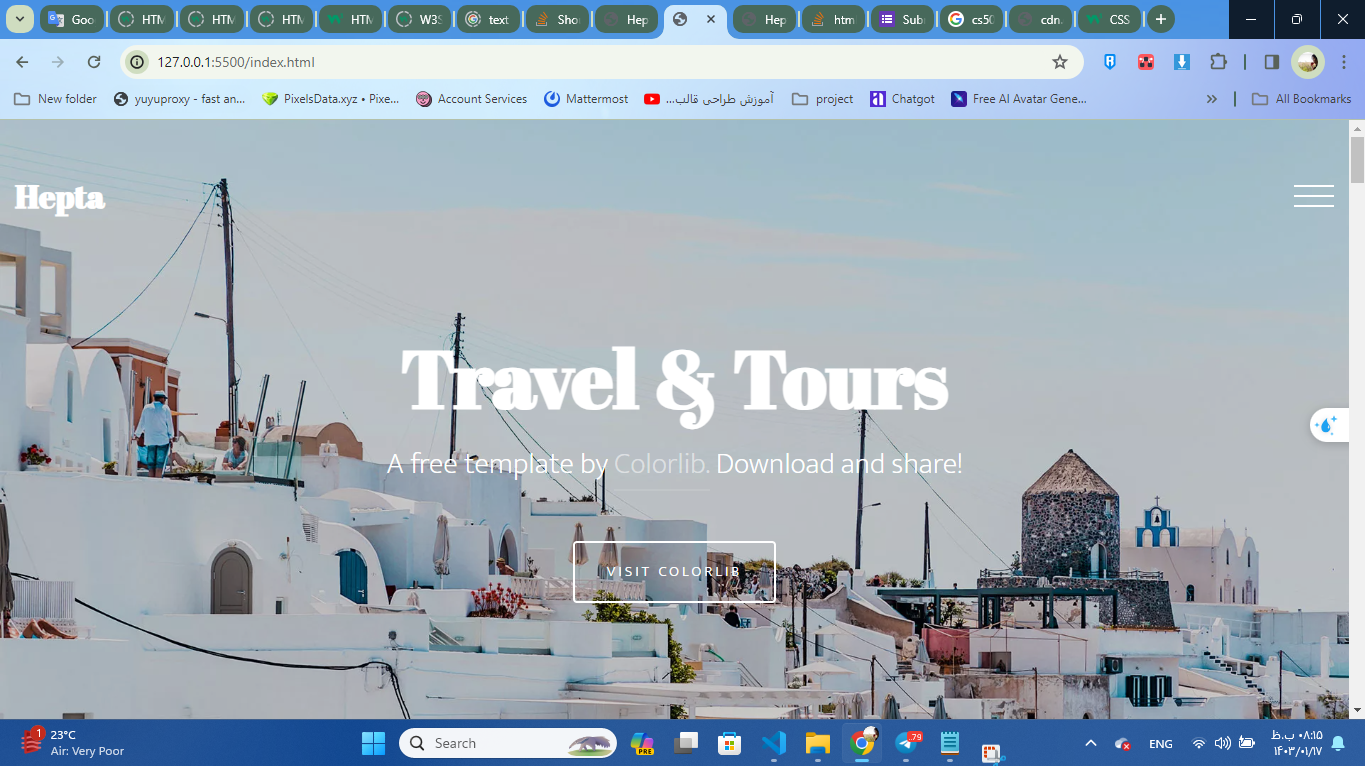 Goo
HTM
HTM
HTM
HTM
W3S
text
Sho
Hep
Hep
htm
Sub
cs50
cdn.
CSS
127.0.0.1:5500/index.html
New folder
yuyuproxy - fast an...
PixelsData.xyz • Pixe...
Account Services
Mattermost
آموزش طراحی قالب...
project
Chatgot
Free AI Avatar Gene...
»
All Bookmarks
Hepta
Travel & Tours
A free template by Colorlib. Download and share!
VISIT COLORLIB
1
23°C
Air: Very Poor
Search
PRE
.79
ENG
۰۸:۱۵ ب.ظ
۱۴۰۳/۰۱/۱۷